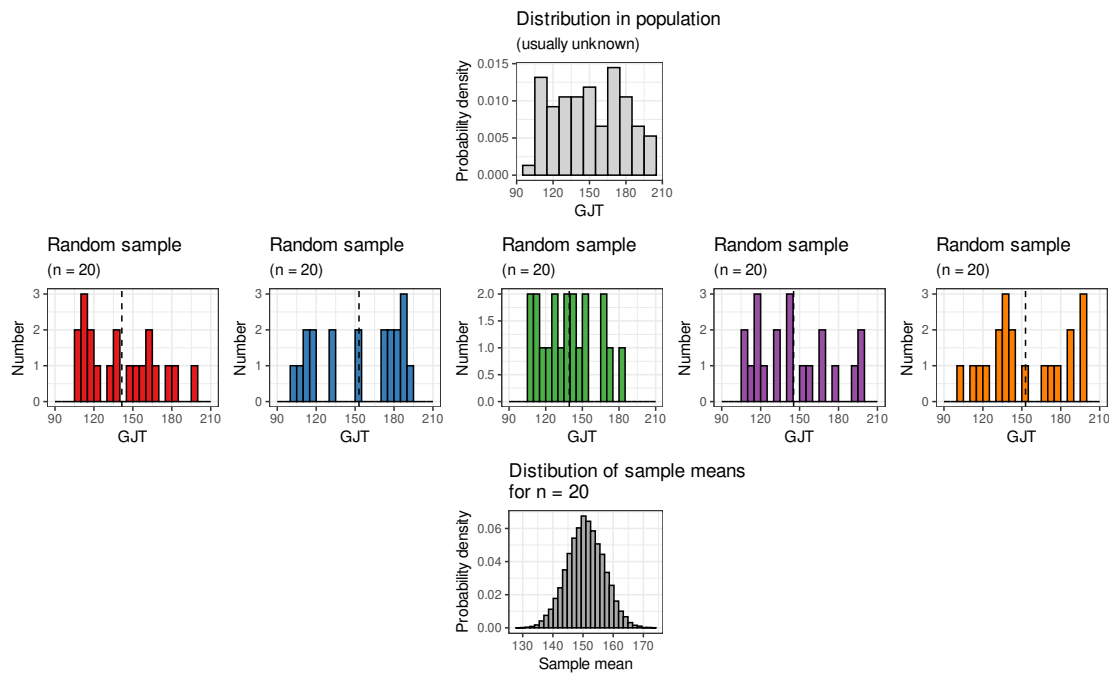 Distribution in population
(usually unknown)
Probability density
0.015
0.010
0.005
0.000
90 120 150 180 210
GJT
Random sample
(n = 20)
Number
3
2
1
0
90 120 150 180 210
GJT
Random sample
(n = 20)
Number
3
2
1
0
90 120 150 180 210
GJT
Random sample
(n = 20)
Number
2.0
1.5
1.0
0.5
0.0
90 120 150 180 210
GJT
Random sample
(n = 20)
Number
3
2
1
0
90 120 150 180 210
GJT
Random sample
(n = 20)
Number
3
2
1
0
90 120 150 180 210
GJT
Distibution of sample means
for n = 20
Probability density
0.06
0.04
0.02
0.00
130 140 150 160 170
Sample mean